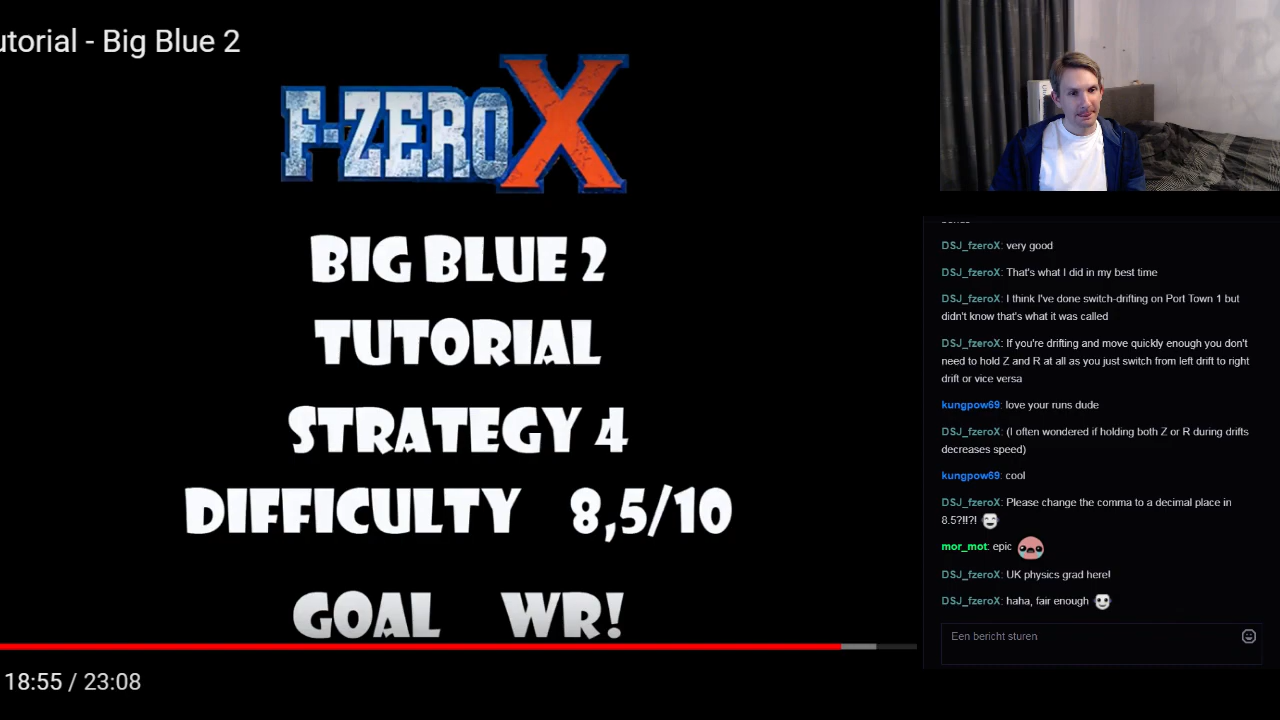 utorial - Big Blue 2
F-ZERO X
BIG BLUE 2
TUTORIAL
STRATEGY 4
DIFFICULTY 8,5/10
GOAL WR!
18:55 / 23:08
DSJ_fzeroX: very good
DSJ_fzeroX: That's what I did in my best time
DSJ_fzeroX: I think I've done switch-drifting on Port Town 1 but
didn't know that's what it was called
DSJ_fzeroX: If you're drifting and move quickly enough you don't
need to hold Z and R at all as you just switch from left drift to right
drift or vice versa
kungpow69: love your runs dude
DSJ_fzeroX: (I often wondered if holding both Z or R during drifts
decreases speed)
kungpow69: cool
DSJ_fzeroX: Please change the comma to a decimal place in
8.5?!!?!
mor_mot: epic
DSJ_fzeroX: UK physics grad here!
DSJ_fzeroX: haha, fair enough
Een bericht sturen